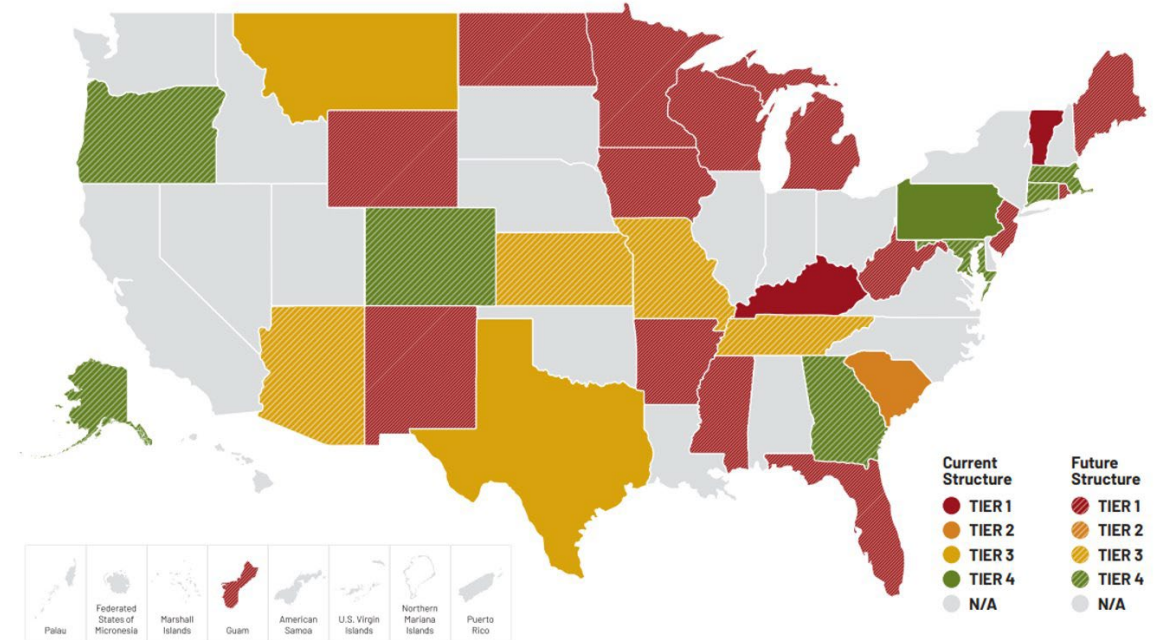 Current
Structure
TIER 1
TIER 2
TIER 3
TIER 4
N/A
Future
Structure
TIER 1
TIER 2
TIER 3
TIER 4
N/A
Palau
Federated
States of
Micronesia
Marshall
Islands
Guam
American
Samoa
U.S. Virgin
Islands
Northern
Mariana
Islands
Puerto
Rico